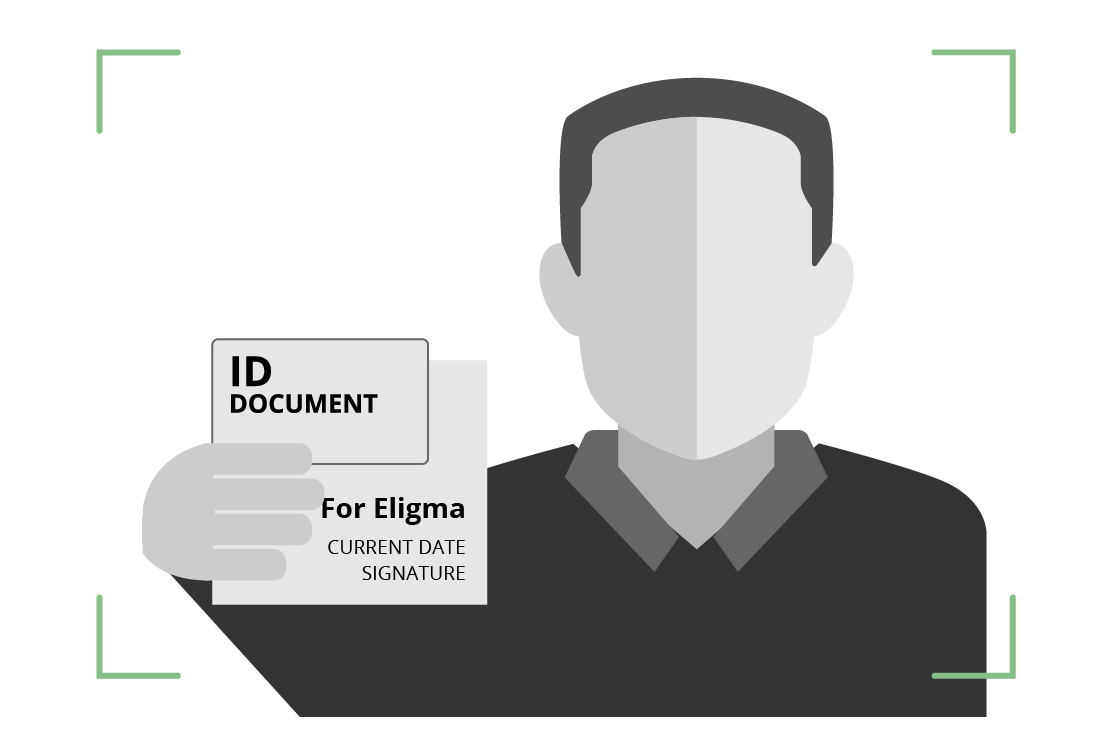 ID
DOCUMENT
For Eligma
CURRENT DATE
SIGNATURE